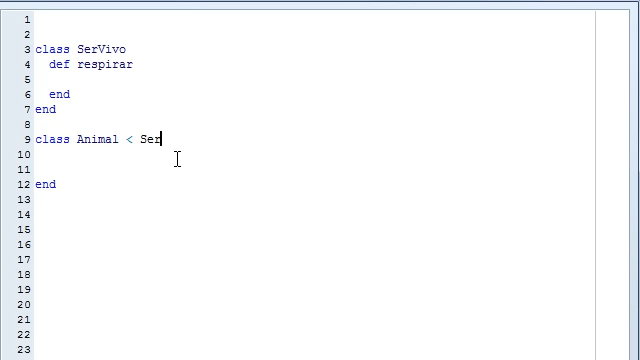 1
2
3 class SerVivo
4   def respirar
5
6   end
7 end
8
9 class Animal < Ser
10
11
12 end
13
14
15
16
17
18
19
20
21
22
23